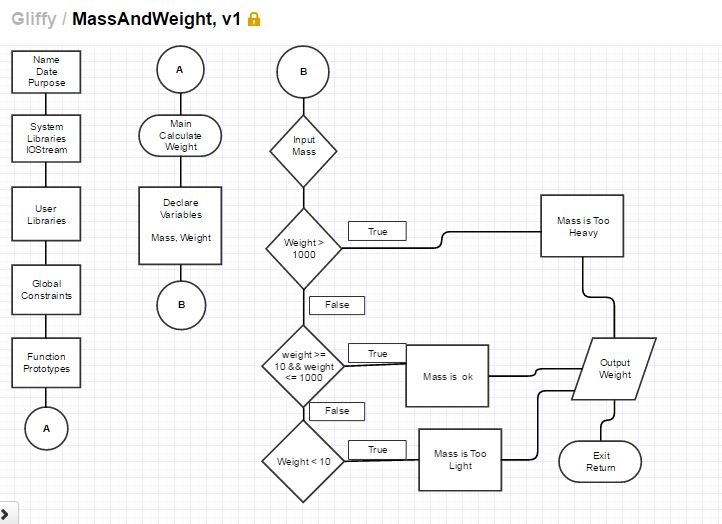 Gliffy / MassAndWeight, v1
Name
Date
Purpose
System
Libraries
IOStream
User
Libraries
Global
Constraints
Function
Prototypes
A
A
Main
Calculate
Weight
Declare
Variables
Mass, Weight
B
B
Input
Mass
Weight >
1000
True
Mass is Too
Heavy
False
weight >=
10 && weight
<= 1000
True
Mass is ok
Output
Weight
False
Weight < 10
True
Mass is Too
Light
Exit
Return